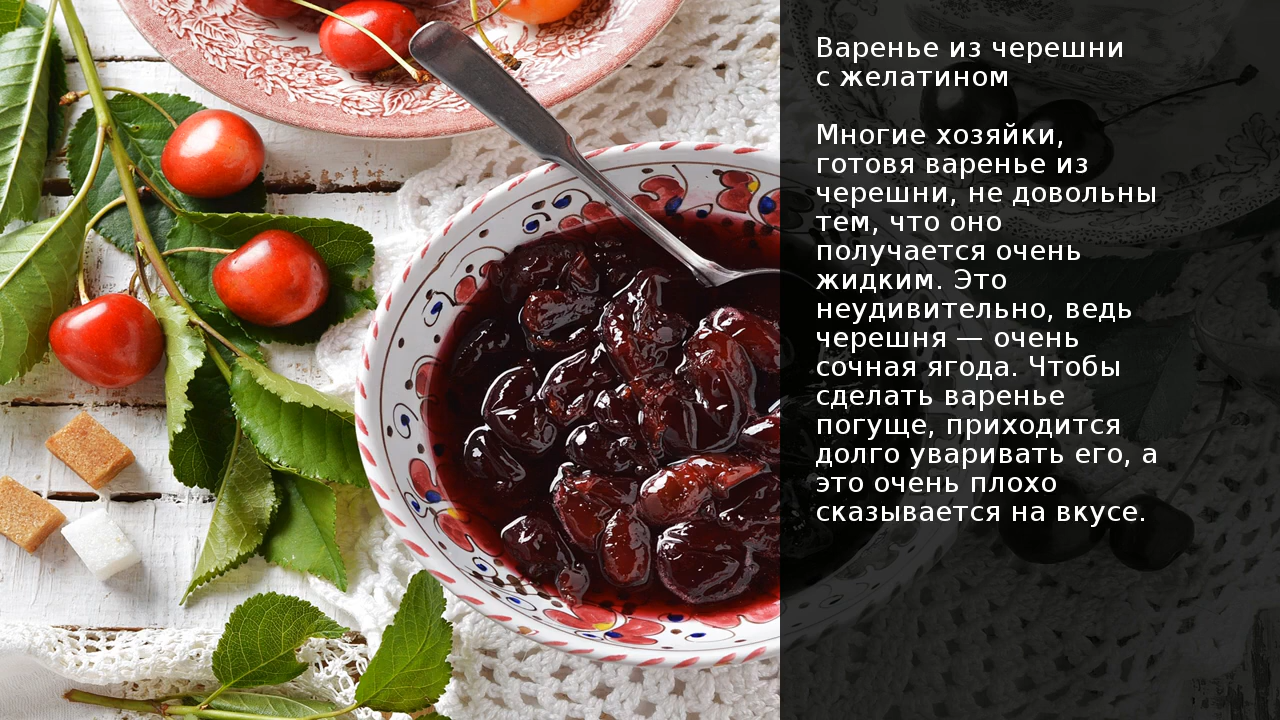 Варенье из черешни
с желатином
Многие хозяйки,
готовя варенье из
черешни, не довольны
тем, что оно
получается очень
жидким. Это
неудивительно, ведь
черешня — очень
сочная ягода. Чтобы
сделать варенье
погуще, приходится
долго уваривать его, а
это очень плохо
сказывается на вкусе.